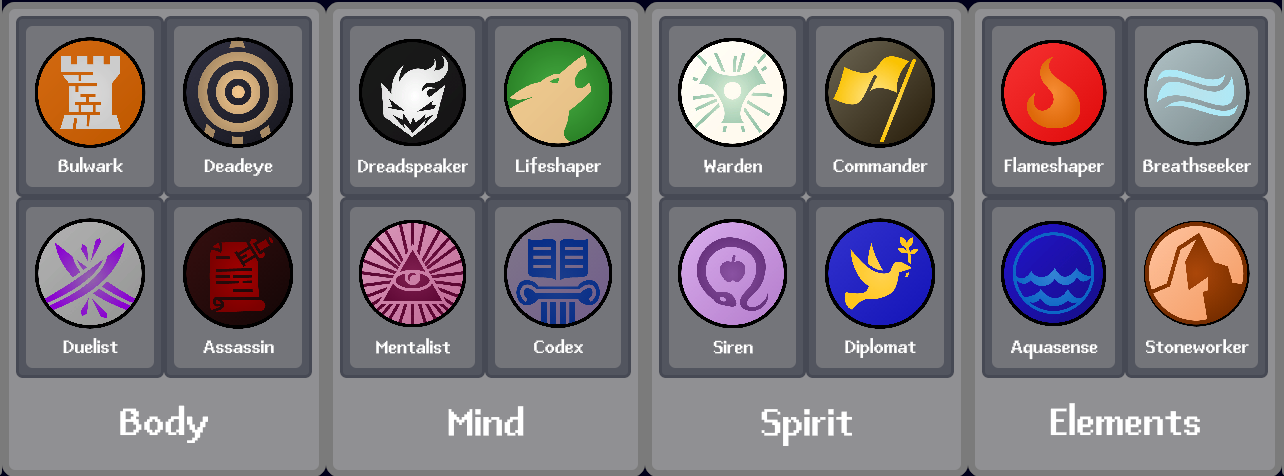 Bulwark
Deadeye
Duelist
Assassin
Body
Dreadspeaker
Lifeshaper
Mentalist
Codex
Mind
Warden
Commander
Siren
Diplomat
Spirit
Flameshaper
Breathseeker
Aquasense
Stoneworker
Elements